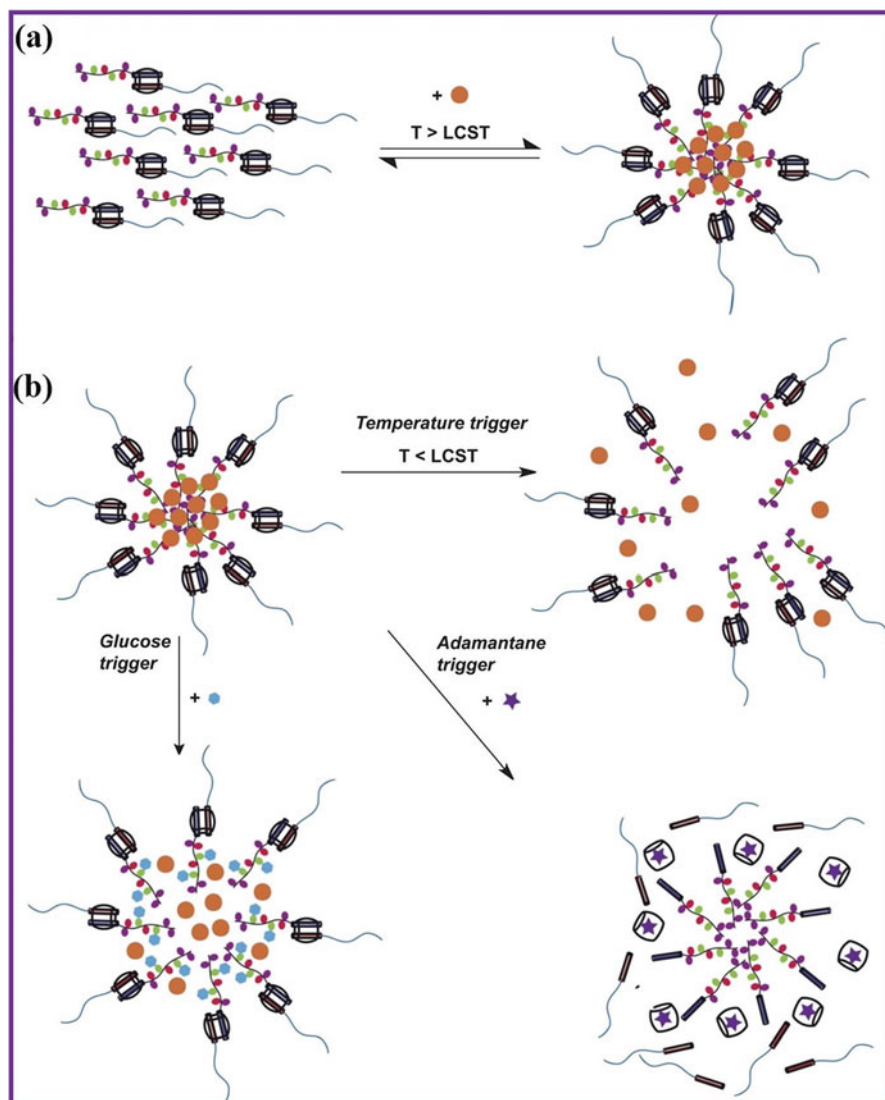 (a)
+
T > LCST
(b)
Temperature trigger
T < LCST
Glucose
trigger
+
Adamantane
trigger
+